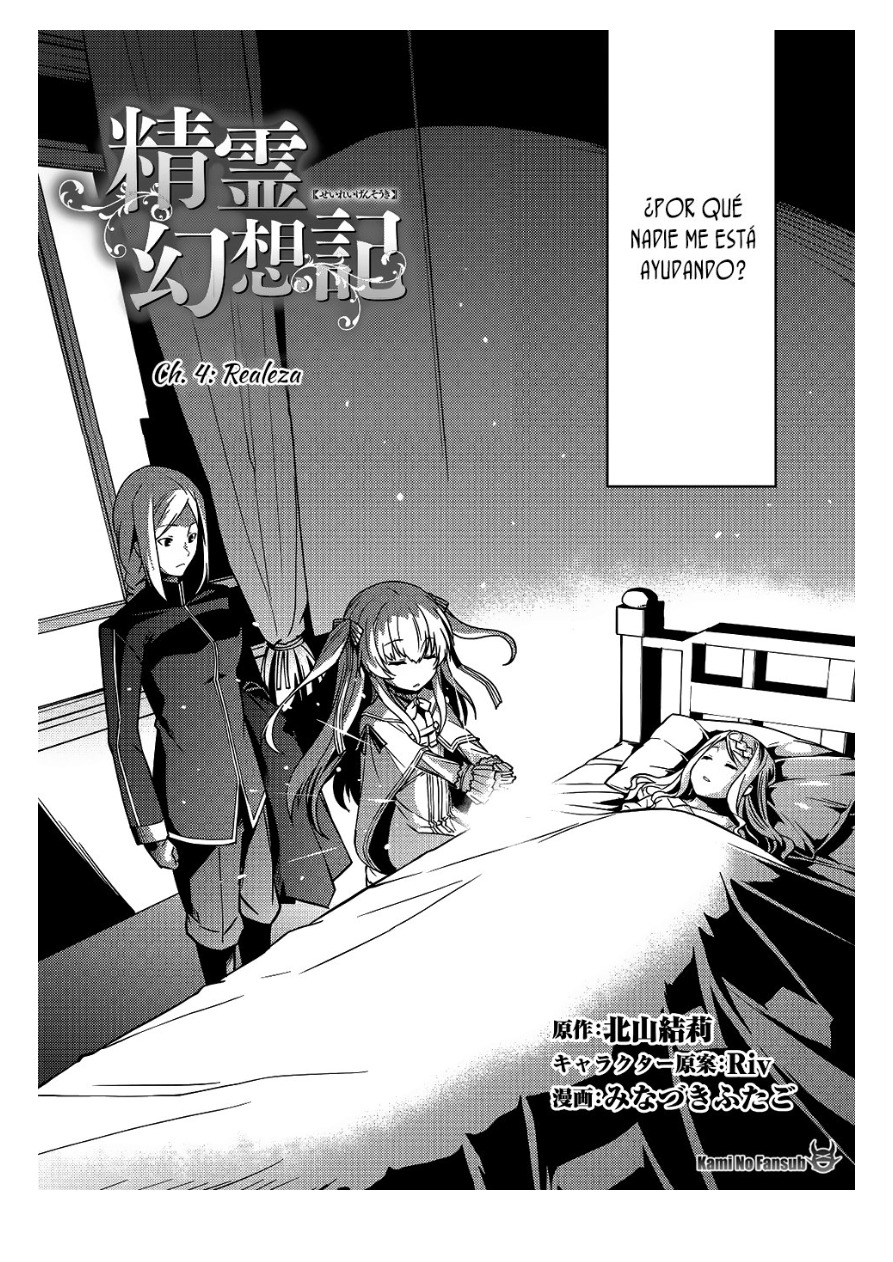 精霊
【せいれいげんそうき】
幻想記
Ch. 4: Realeza
¿POR QUÉ
NADIE ME ESTÁ
AYUDANDO?
原作:北山結莉
キャラクター原案:Riv
漫画:みなづきふたご
Kami No Fansub